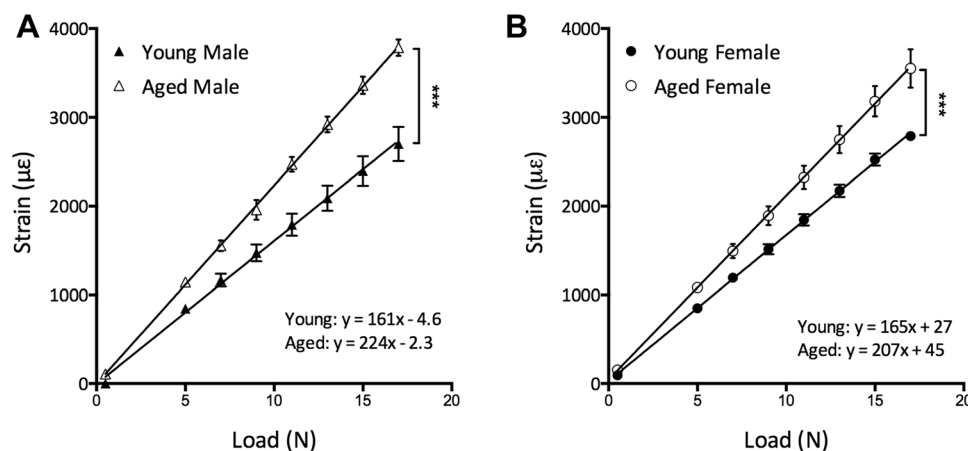 A
Young Male
Aged Male
4000
3000
2000
1000
0
Strain (με)
0
5
10
15
20
Load (N)
***
Young: y = 161x - 4.6
Aged: y = 224x - 2.3
B
Young Female
Aged Female
4000
3000
2000
1000
0
Strain (με)
0
5
10
15
20
Load (N)
***
Young: y = 165x + 27
Aged: y = 207x + 45